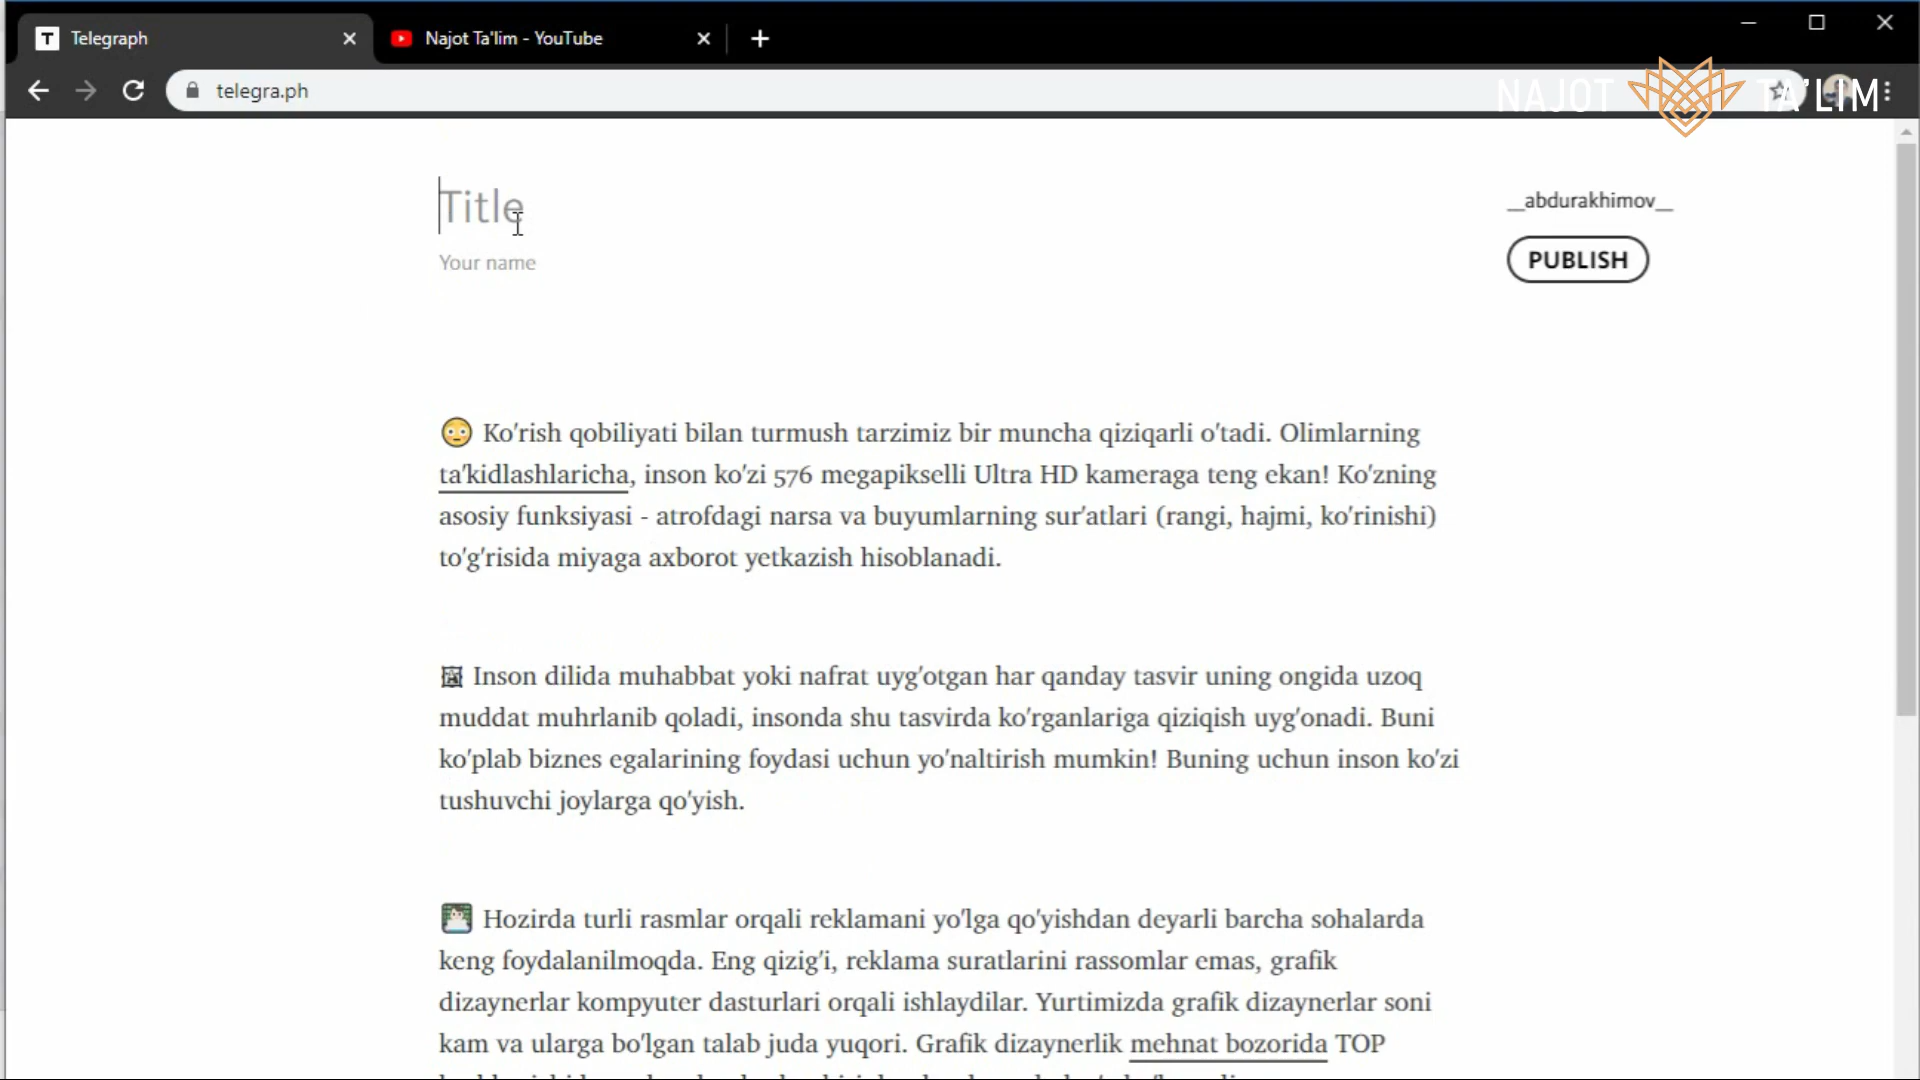 T Telegraph
Najot Ta'lim - YouTube
telegra.ph
NAJOT TA'LIM
Title
Your name
__abdurakhimov__
PUBLISH
😳 Ko'rish qobiliyati bilan turmush tarzimiz bir muncha qiziqarli o'tadi. Olimlarning
ta'kidlashlaricha, inson ko'zi 576 megapikselli Ultra HD kameraga teng ekan! Ko'zning
asosiy funksiyasi - atrofdagi narsa va buyumlarning sur'atlari (rangi, hajmi, ko'rinishi)
to'g'risida miyaga axborot yetkazish hisoblanadi.
🖼 Inson dilida muhabbat yoki nafrat uyg'otgan har qanday tasvir uning ongida uzoq
muddat muhrlanib qoladi, insonda shu tasvirda ko'rganlariga qiziqish uyg'onadi. Buni
ko'plab biznes egalarining foydasi uchun yo'naltirish mumkin! Buning uchun inson ko'zi
tushuvchi joylarga qo'yish.
Hozirda turli rasmlar orqali reklamani yo'lga qo'yishdan deyarli barcha sohalarda
keng foydalanilmoqda. Eng qizig'i, reklama suratlarini rassomlar emas, grafik
dizaynerlar kompyuter dasturlari orqali ishlaydilar. Yurtimizda grafik dizaynerlar soni
kam va ularga bo'lgan talab juda yuqori. Grafik dizaynerlik mehnat bozorida TOP